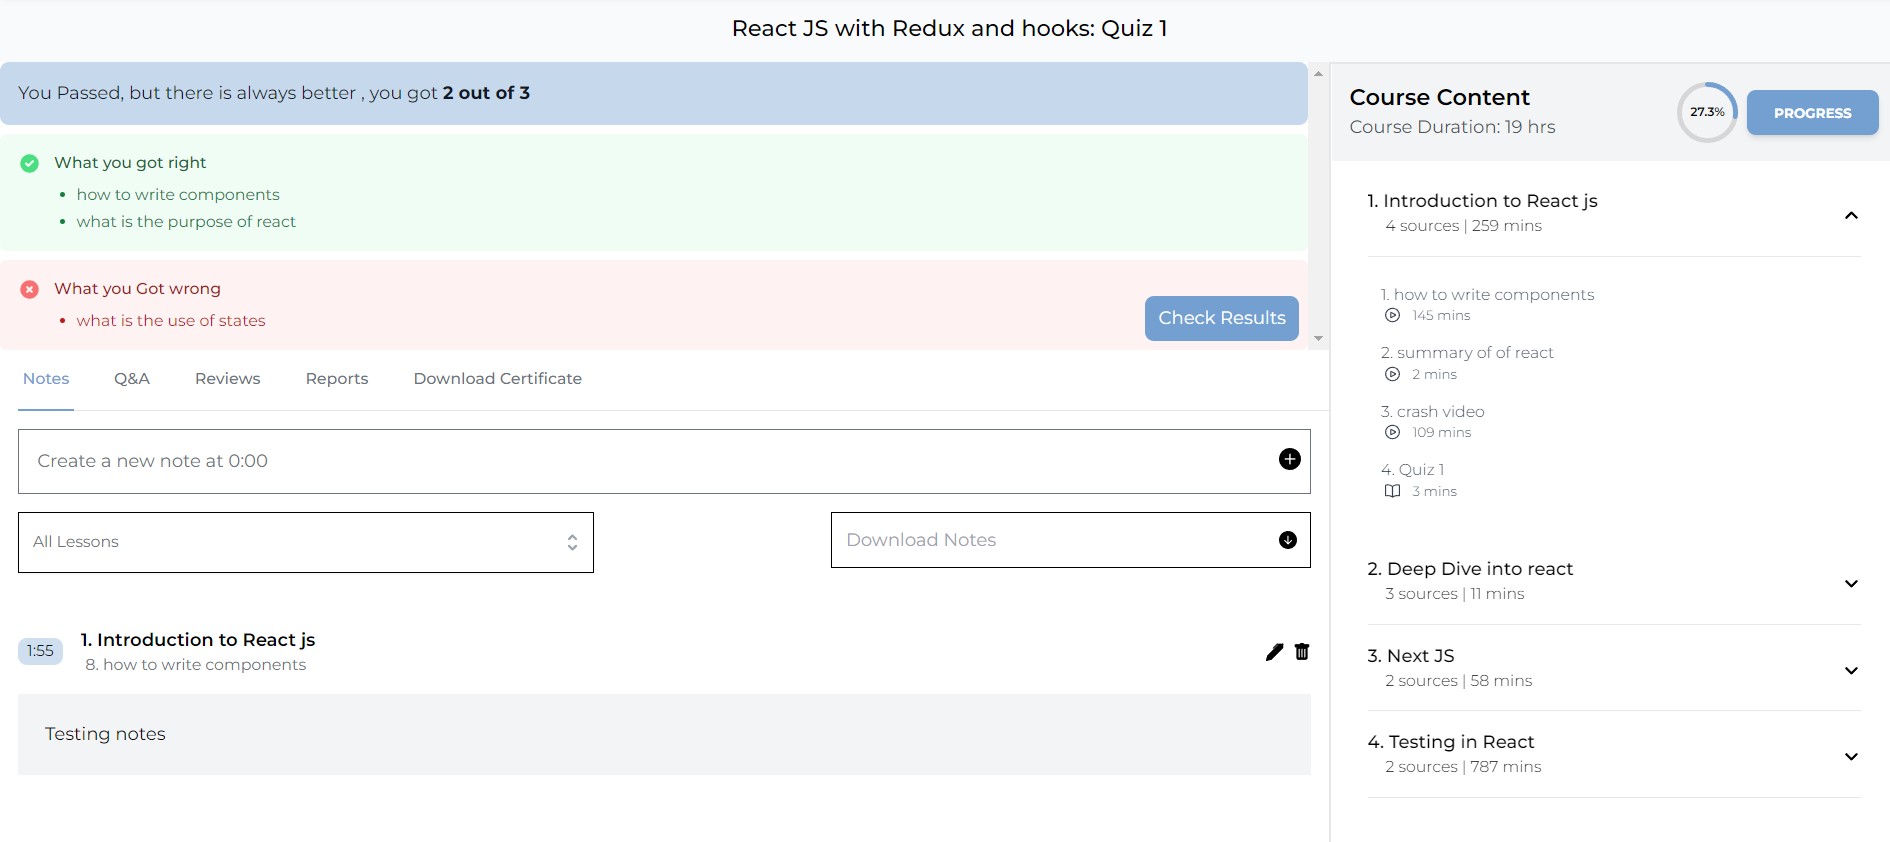 React JS with Redux and hooks: Quiz 1
You Passed, but there is always better , you got 2 out of 3
What you got right
how to write components
what is the purpose of react
What you Got wrong
what is the use of states
Check Results
Notes Q&A Reviews Reports Download Certificate
Create a new note at 0:00
All Lessons
Download Notes
1:55
1. Introduction to React js
8. how to write components
Testing notes
Course Content
Course Duration: 19 hrs
27.3%
PROGRESS
1. Introduction to React js
4 sources | 259 mins
1. how to write components
145 mins
2. summary of of react
2 mins
3. crash video
109 mins
4. Quiz 1
3 mins
2. Deep Dive into react
3 sources | 11 mins
3. Next JS
2 sources | 58 mins
4. Testing in React
2 sources | 787 mins